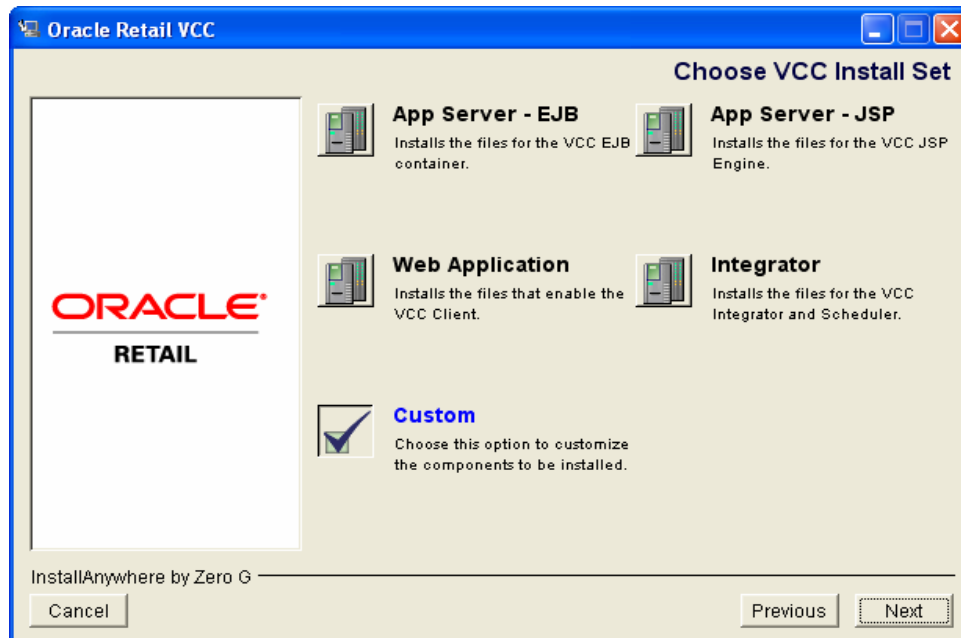 Oracle Retail VCC
Choose VCC Install Set
App Server - EJB
Installs the files for the VCC EJB
container.
App Server - JSP
Installs the files for the VCC JSP
Engine.
Web Application
Installs the files that enable the
VCC Client.
Integrator
Installs the files for the VCC
Integrator and Scheduler.
ORACLE
RETAIL
Custom
Choose this option to customize
the components to be installed.
InstallAnywhere by Zero G
Cancel
Previous
Next